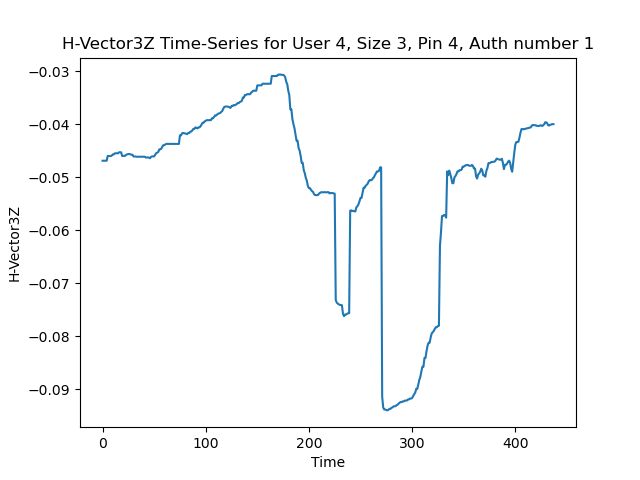 H-Vector3Z Time-Series for User 4, Size 3, Pin 4, Auth number 1
−0.03
−0.04
−0.05
−0.06
−0.07
−0.08
−0.09
H-Vector3Z
0 100 200 300 400
Time